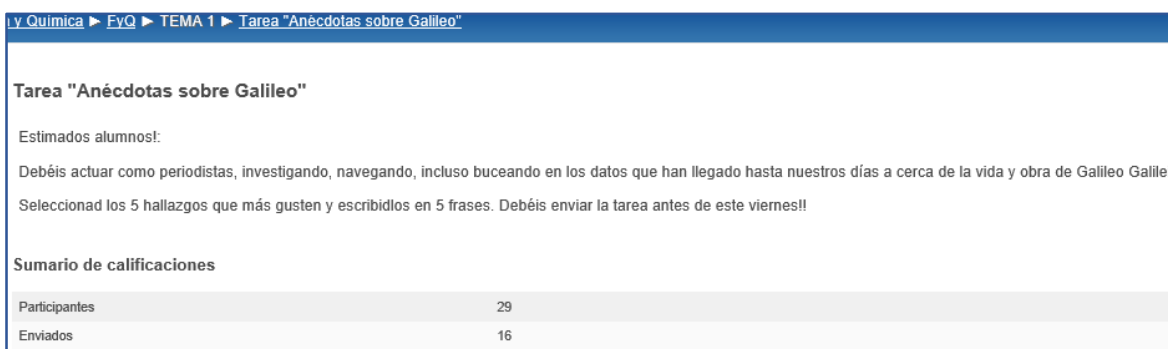 y Química ► FyQ ► TEMA 1 ► Tarea "Anécdotas sobre Galileo"
Tarea "Anécdotas sobre Galileo"
Estimados alumnos!:
Debéis actuar como periodistas, investigando, navegando, incluso buceando en los datos que han llegado hasta nuestros días a cerca de la vida y obra de Galileo Galile
Seleccionad los 5 hallazgos que más gusten y escribidlos en 5 frases. Debéis enviar la tarea antes de este viernes!!
Sumario de calificaciones
Participantes 29
Enviados 16